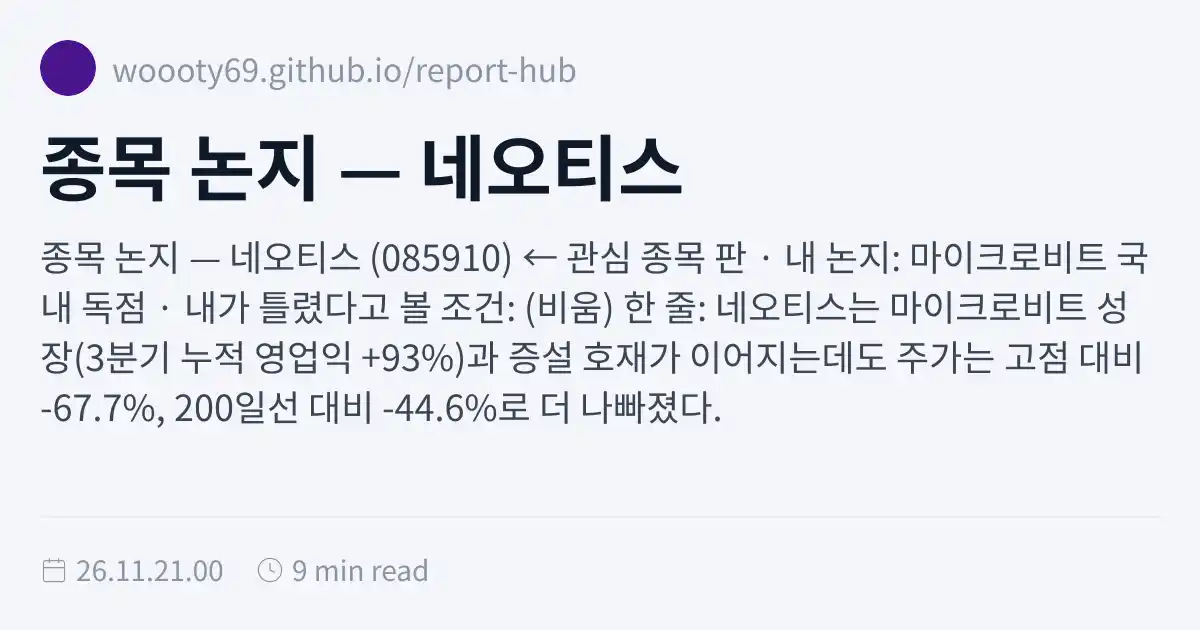 woooty69.github.io/report-hub
종목 논지 — 네오티스
종목 논지 — 네오티스 (085910) ← 관심 종목 판 · 내 논지: 마이크로비트 국
내 독점 · 내가 틀렸다고 볼 조건: (비움) 한 줄: 네오티스는 마이크로비트 성
장(3분기 누적 영업익 +93%)과 증설 호재가 이어지는데도 주가는 고점 대비
-67.7%, 200일선 대비 -44.6%로 더 나빠졌다.
26.11.21.00 9 min read